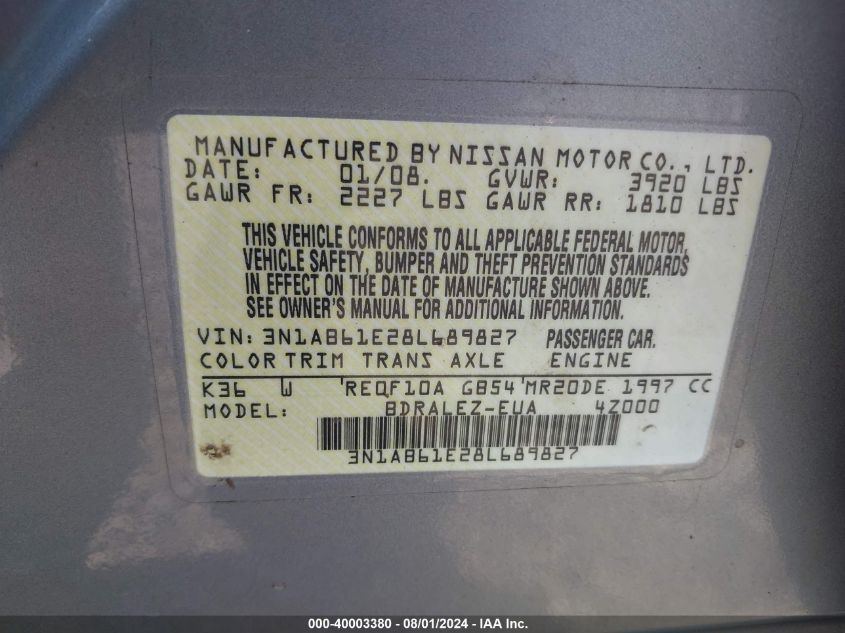 MANUFACTURED BY NISSAN MOTOR CO., LTD.
DATE: 01/08. GVWR: 3920 LBS
GAWR FR: 2227 LBS GAWR RR: 1810 LBS
THIS VEHICLE CONFORMS TO ALL APPLICABLE FEDERAL MOTOR
VEHICLE SAFETY, BUMPER AND THEFT PREVENTION STANDARDS
IN EFFECT ON THE DATE OF MANUFACTURE SHOWN ABOVE.
SEE OWNER'S MANUAL FOR ADDITIONAL INFORMATION.
VIN: 3N1AB61E28L689827 PASSENGER CAR.
COLOR TRIM TRANS AXLE ENGINE
K36 W RE0F10A GB54 MR20DE 1997 CC
MODEL: BDRALEZ-EUA 4Z000
3N1AB61E28L689827
000-40003380 - 08/01/2024 - IAA Inc.